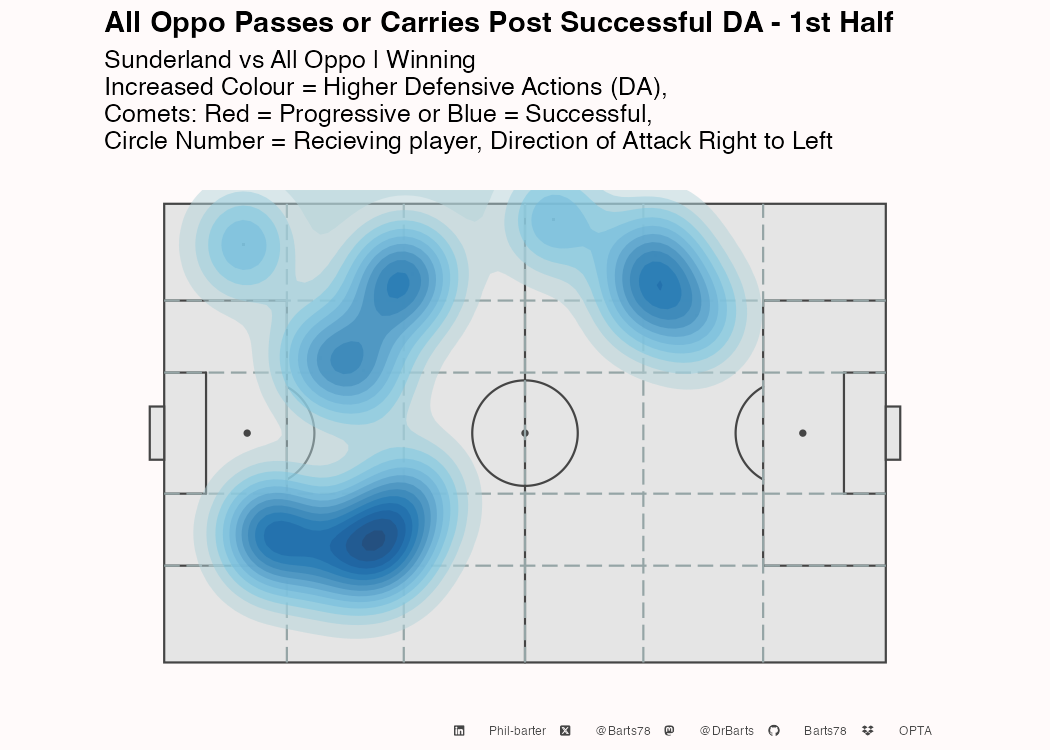 All Oppo Passes or Carries Post Successful DA - 1st Half
Sunderland vs All Oppo | Winning
Increased Colour = Higher Defensive Actions (DA),
Comets: Red = Progressive or Blue = Successful,
Circle Number = Recieving player, Direction of Attack Right to Left
Phil-barter @Barts78 @DrBarts Barts78 OPTA